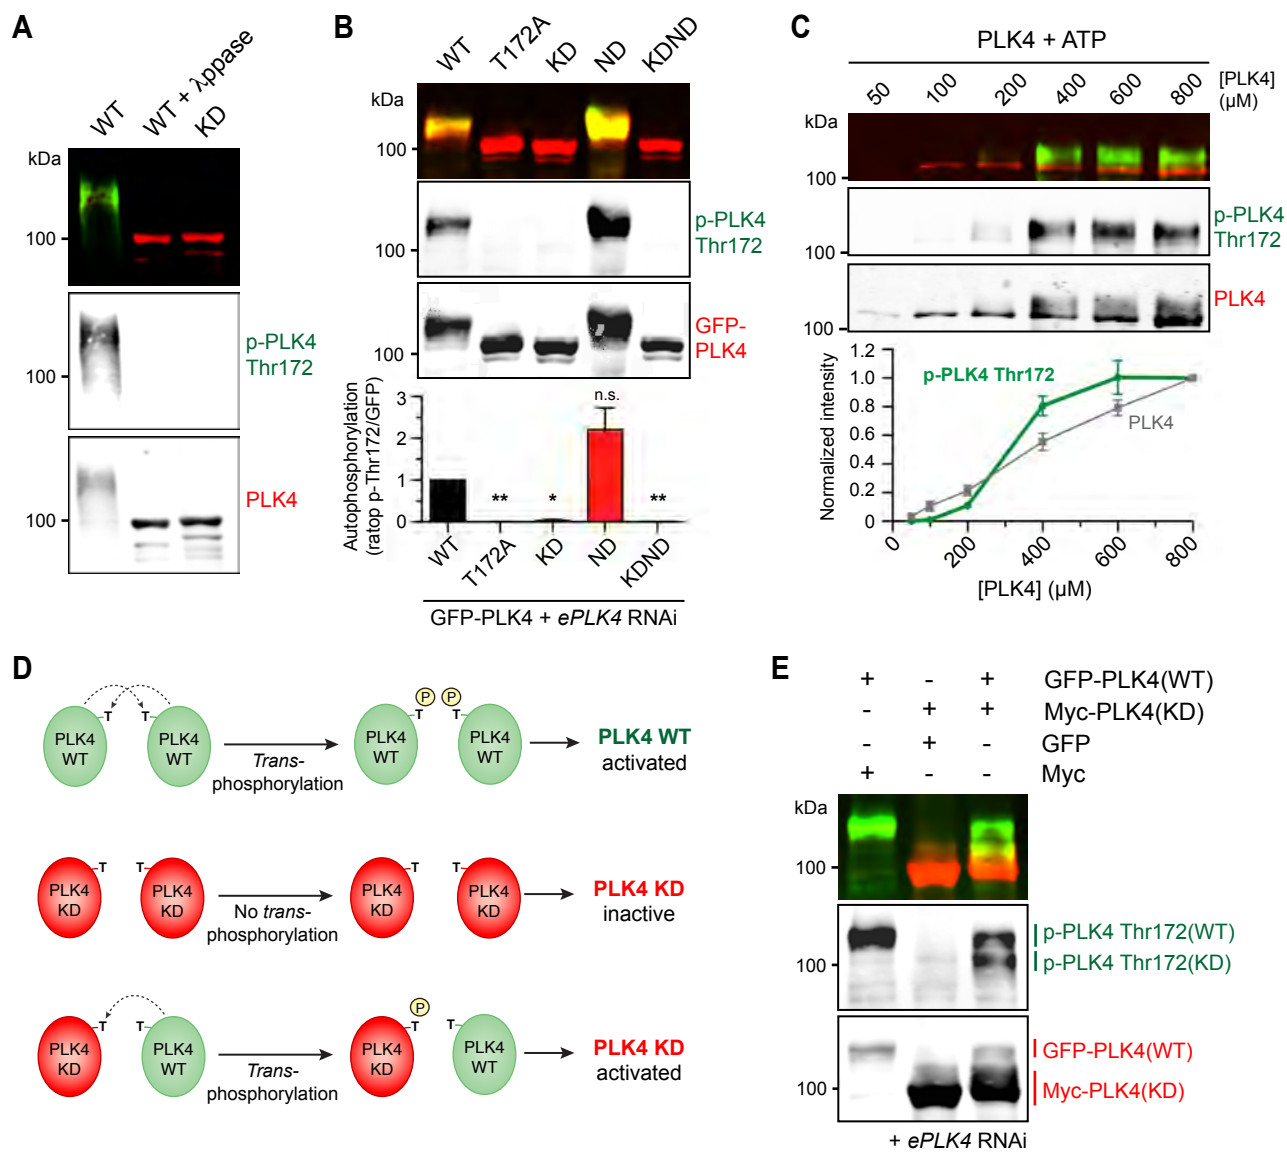 A
WT
WT + λppase
KD
kDa
100
100
p-PLK4
Thr172
100
PLK4
B
WT
T172A
KD
ND
KDND
kDa
100
100
p-PLK4
Thr172
100
GFP-
PLK4
Autophosphorylation
(ratop p-Thr172/GFP)
3
2
1
0
**
*
n.s.
**
WT
T172A
KD
ND
KDND
GFP-PLK4 + ePLK4 RNAi
C
PLK4 + ATP
50
100
200
400
600
800
[PLK4]
(µM)
kDa
100
100
p-PLK4
Thr172
100
PLK4
Normalized intensity
1.2
1.0
0.8
0.6
0.4
0.2
0
p-PLK4 Thr172
PLK4
0
200
400
600
800
[PLK4] (µM)
D
PLK4
WT
T
T
PLK4
WT
Trans-
phosphorylation
PLK4
WT
T
P
P
T
PLK4
WT
PLK4 WT
activated
PLK4
KD
T
T
PLK4
KD
No trans-
phosphorylation
PLK4
KD
T
T
PLK4
KD
PLK4 KD
inactive
PLK4
KD
T
T
PLK4
WT
Trans-
phosphorylation
PLK4
KD
T
P
T
PLK4
WT
PLK4 KD
activated
E
+ - + GFP-PLK4(WT)
- + + Myc-PLK4(KD)
- + - GFP
+ - - Myc
kDa
100
p-PLK4 Thr172(WT)
p-PLK4 Thr172(KD)
100
GFP-PLK4(WT)
Myc-PLK4(KD)
100
+ ePLK4 RNAi